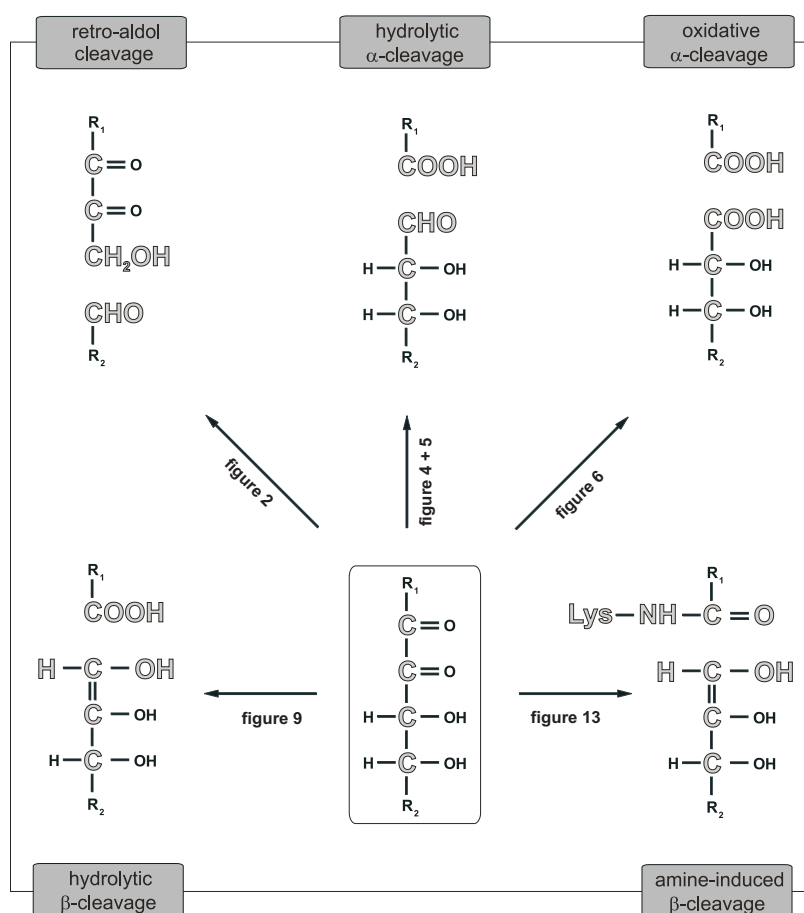 retro-aldol
cleavage
hydrolytic
α-cleavage
oxidative
α-cleavage
R₁
C=O
C=O
CH₂OH
CHO
R₂
R₁
COOH
CHO
H–C–OH
H–C–OH
R₂
R₁
COOH
COOH
H–C–OH
H–C–OH
R₂
figure 2
figure 4 + 5
figure 6
R₁
COOH
H–C–OH
C–OH
H–C–OH
R₂
figure 9
R₁
C=O
C=O
H–C–OH
H–C–OH
R₂
figure 13
R₁
Lys–NH–C=O
H–C–OH
C–OH
H–C–OH
R₂
hydrolytic
β-cleavage
amine-induced
β-cleavage